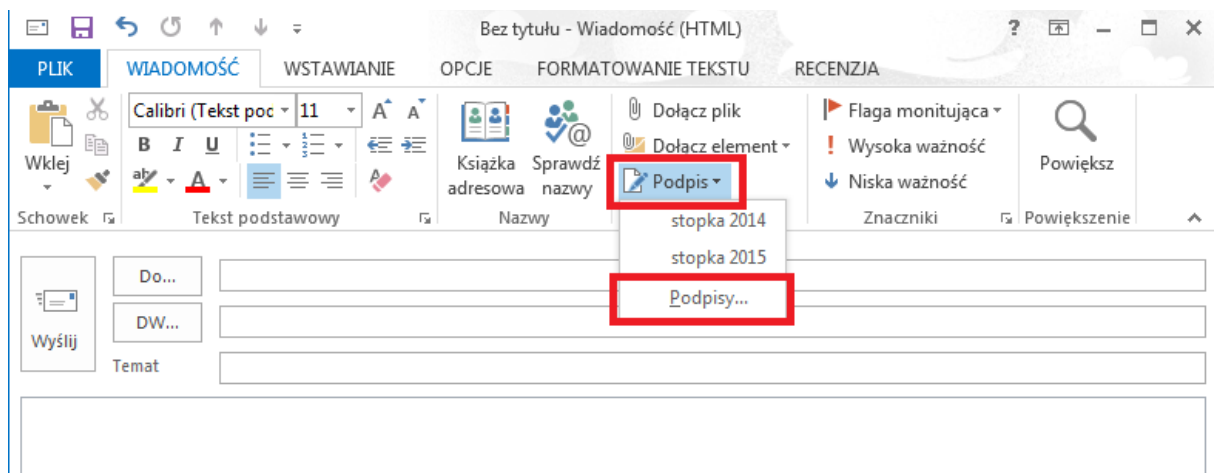 Bez tytułu - Wiadomość (HTML) ?
PLIK WIADOMOŚĆ WSTAWIANIE OPCJE FORMATOWANIE TEKSTU RECENZJA
Calibri (Tekst poc 11 A A
B I U
ab A
Wklej
Schowek
Tekst podstawowy
Książka adresowa
Sprawdź nazwy
Nazwy
Dołącz plik
Dołącz element
Podpis
stopka 2014
stopka 2015
Podpisy...
Flaga monitująca
! Wysoka ważność
Niska ważność
Znaczniki
Powiększ
Powiększenie
Wyślij
Do...
DW...
Temat